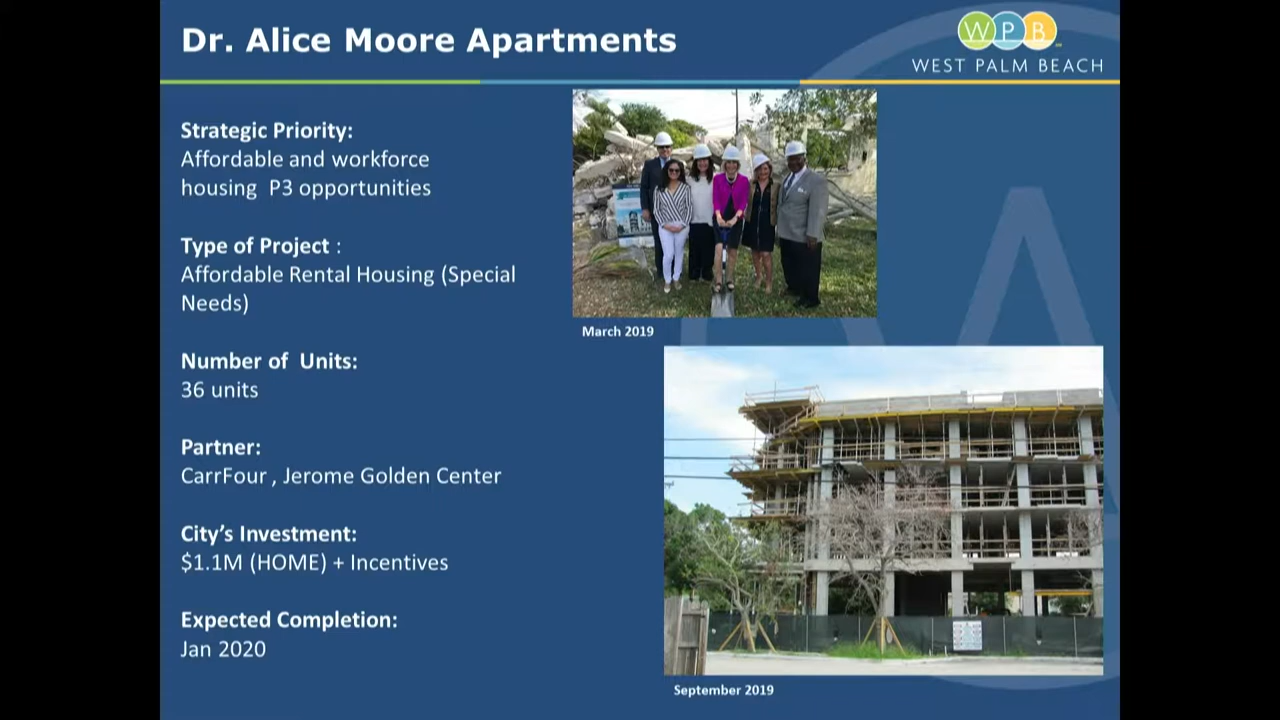 Dr. Alice Moore Apartments
WPB
WEST PALM BEACH
Strategic Priority:
Affordable and workforce
housing P3 opportunities
Type of Project :
Affordable Rental Housing (Special
Needs)
Number of Units:
36 units
Partner:
CarrFour , Jerome Golden Center
City’s Investment:
$1.1M (HOME) + Incentives
Expected Completion:
Jan 2020
March 2019
September 2019